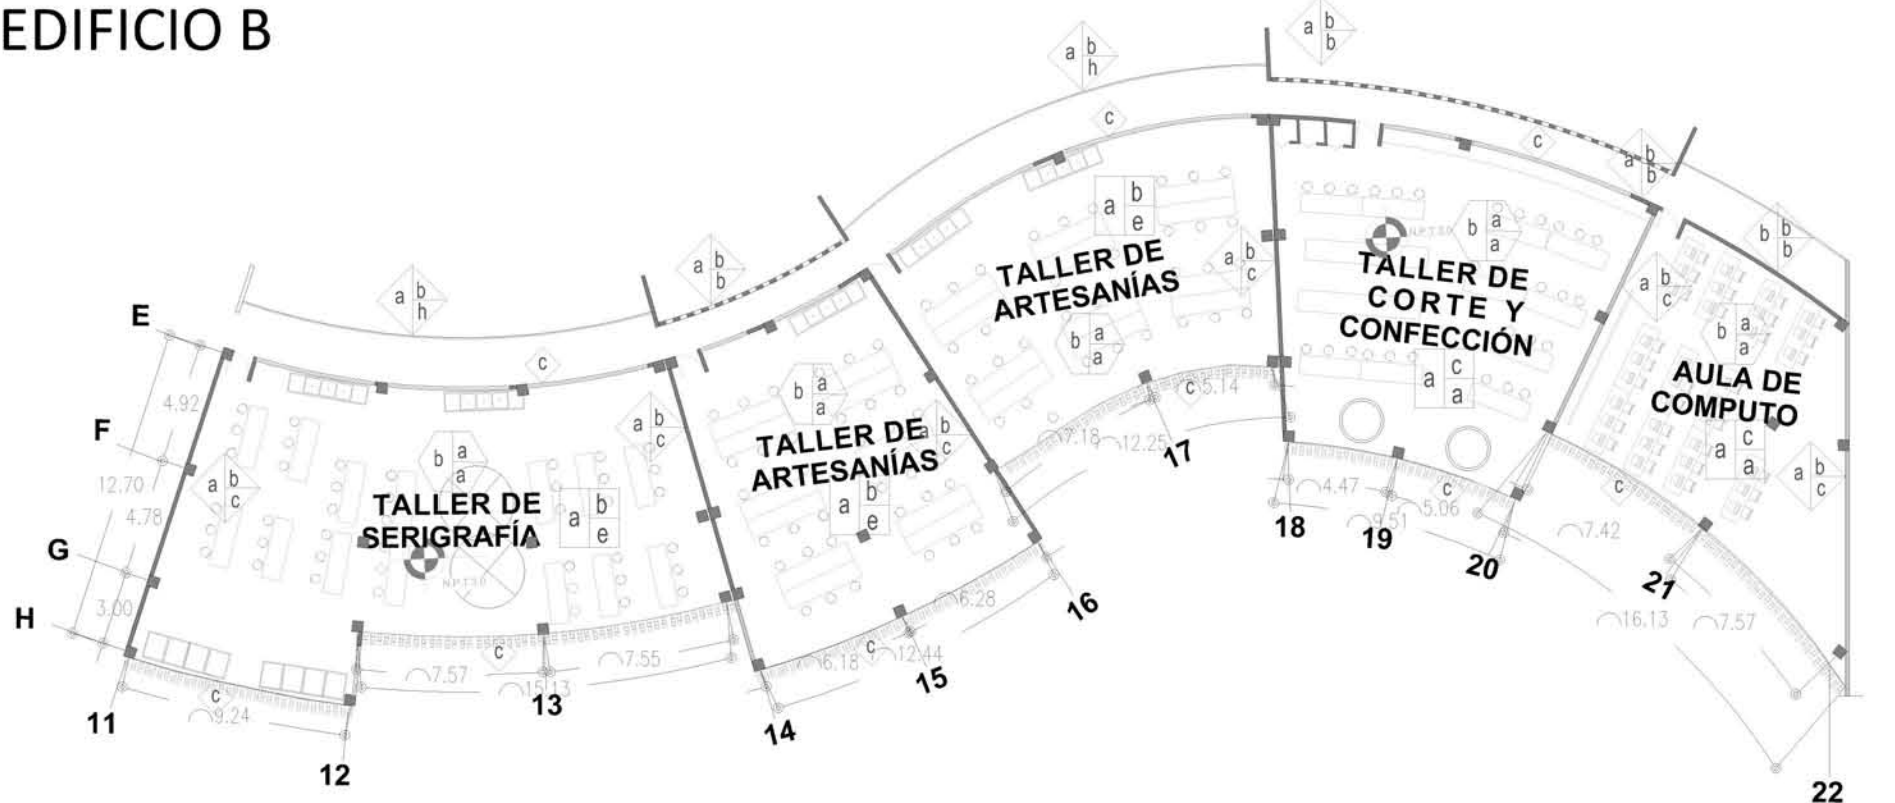 EDIFICIO B
a b b
a b h
a b b
a b h
a b b
a b b
b b b
c
c
c
E
F
G
H
4.92
12.70
4.78
3.00
a b c
b a a
TALLER DE
SERIGRAFÍA
a b e
N.P.T.
a b c
c
9.24
c
7.57
7.55
15.13
b a a
TALLER DE
ARTESANÍAS
a b e
a b c
c
6.18
12.44
6.28
a b e
TALLER DE
ARTESANÍAS
b a a
a b c
c
5.14
7.18
12.25
N.P.T.
b a a
TALLER DE
CORTE Y
CONFECCIÓN
a c a
c
4.47
9.51
5.06
a b c
b a a
AULA DE
COMPUTO
a c a
a b c
c
7.42
16.13
7.57
11
12
13
14
15
16
17
18
19
20
21
22